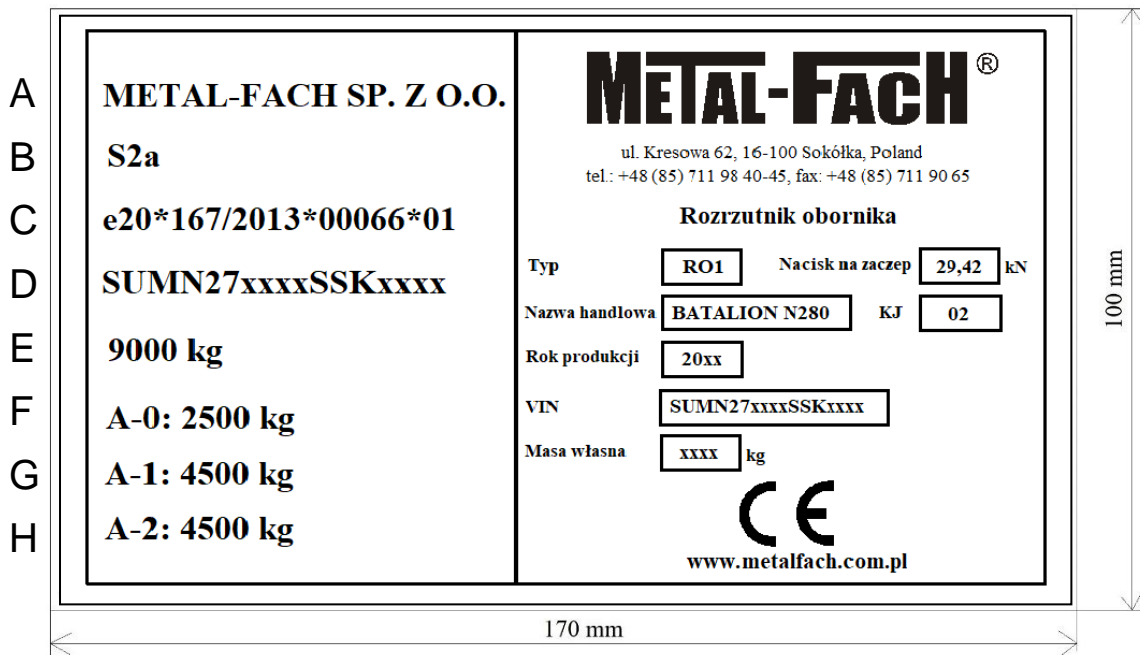 A METAL-FACH SP. Z O.O.
B S2a
C e20*167/2013*00066*01
D SUMN27xxxxSSKxxxx
E 9000 kg
F A-0: 2500 kg
G A-1: 4500 kg
H A-2: 4500 kg
METAL-FACH ®
ul. Kresowa 62, 16-100 Sokółka, Poland
tel.: +48 (85) 711 98 40-45, fax: +48 (85) 711 90 65
Rozrzutnik obornika
Typ RO1 Nacisk na zaczep 29,42 kN
Nazwa handlowa BATALION N280 KJ 02
Rok produkcji 20xx
VIN SUMN27xxxxSSKxxxx
Masa własna xxxx kg
CE
www.metalfach.com.pl
100 mm
170 mm